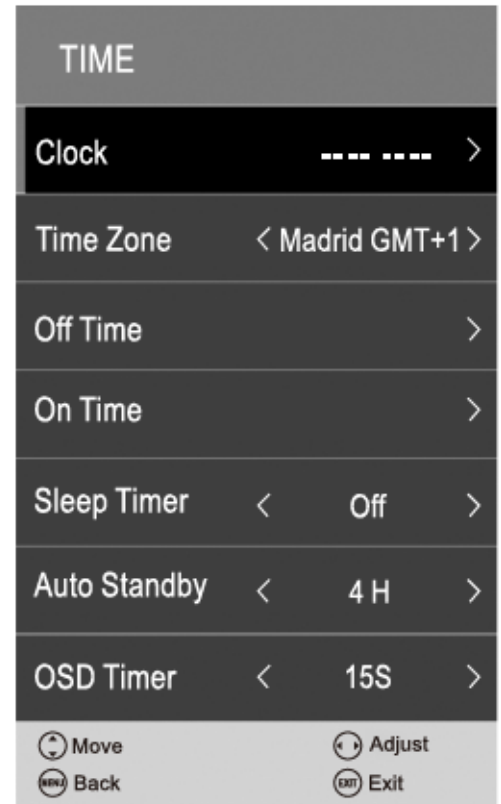 TIME
Clock -- -- -- -- >
Time Zone < Madrid GMT+1 >
Off Time >
On Time >
Sleep Timer < Off >
Auto Standby < 4 H >
OSD Timer < 15S >
Move Adjust
MENU Back EXIT Exit